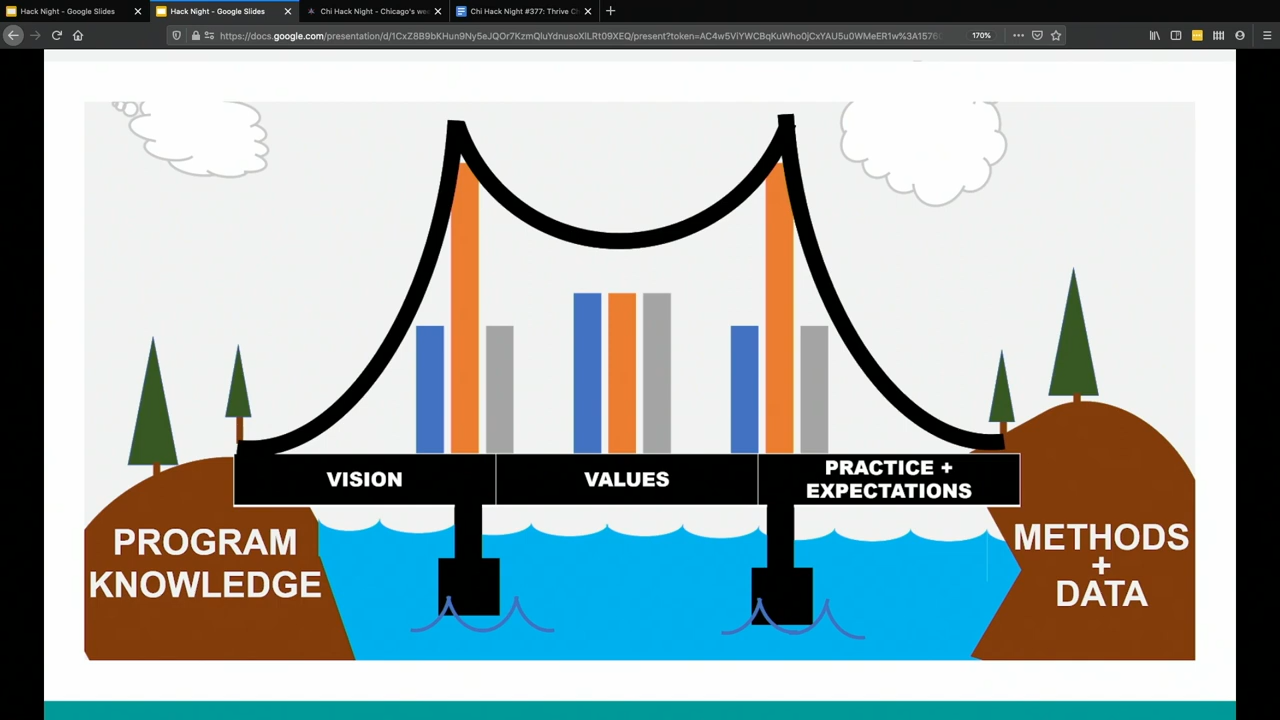 Hack Night - Google Slides
Hack Night - Google Slides
Chi Hack Night - Chicago's we
Chi Hack Night #377: Thrive C
170%
VISION
VALUES
PRACTICE +
EXPECTATIONS
PROGRAM
KNOWLEDGE
METHODS
+
DATA